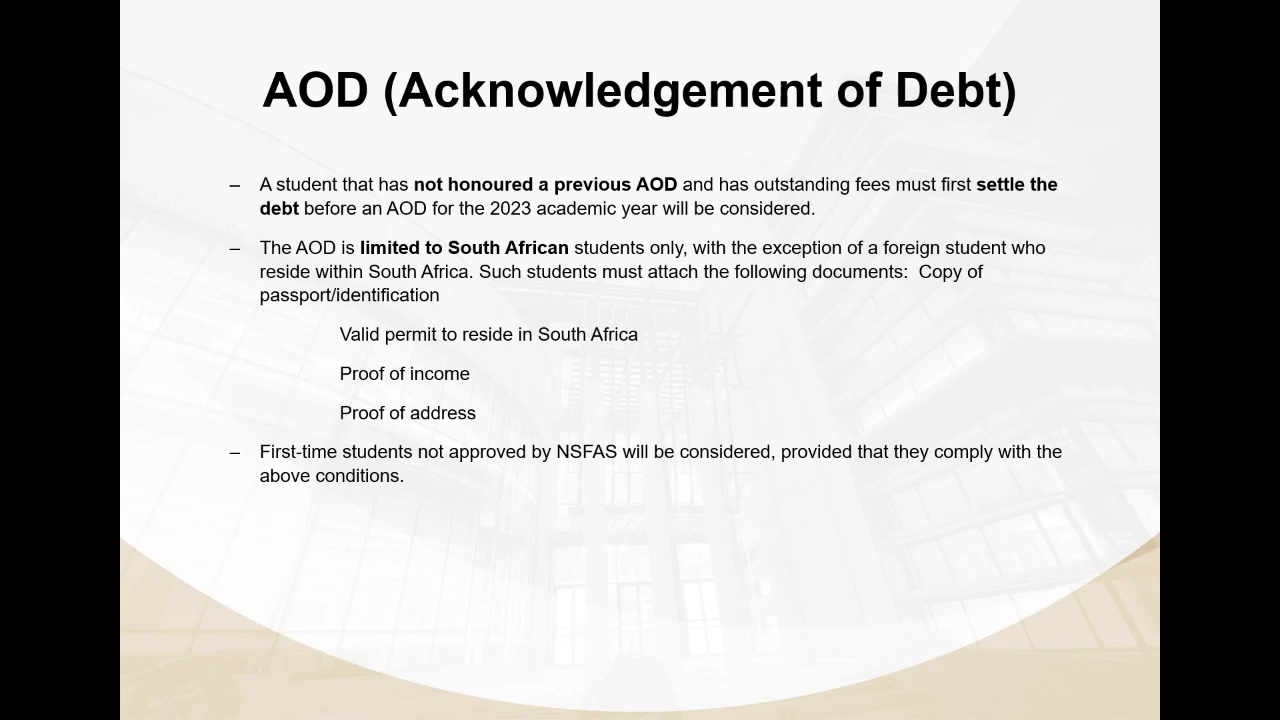 AOD (Acknowledgement of Debt)
– A student that has not honoured a previous AOD and has outstanding fees must first settle the
debt before an AOD for the 2023 academic year will be considered.
– The AOD is limited to South African students only, with the exception of a foreign student who
reside within South Africa. Such students must attach the following documents:  Copy of
passport/identification
Valid permit to reside in South Africa
Proof of income
Proof of address
– First-time students not approved by NSFAS will be considered, provided that they comply with the
above conditions.